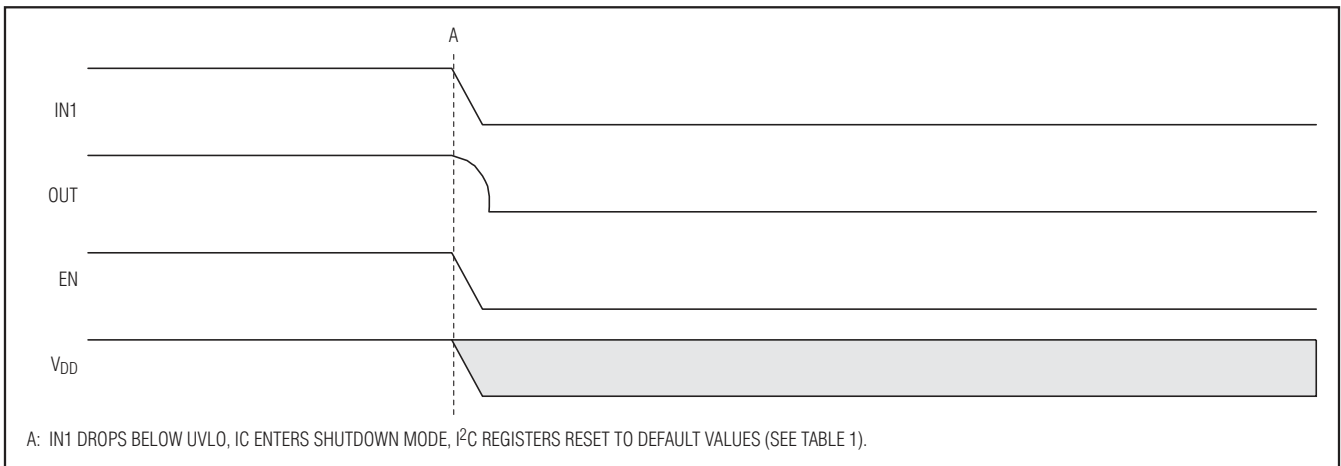 A
IN1
OUT
EN
VDD
A: IN1 DROPS BELOW UVLO, IC ENTERS SHUTDOWN MODE, I2C REGISTERS RESET TO DEFAULT VALUES (SEE TABLE 1).